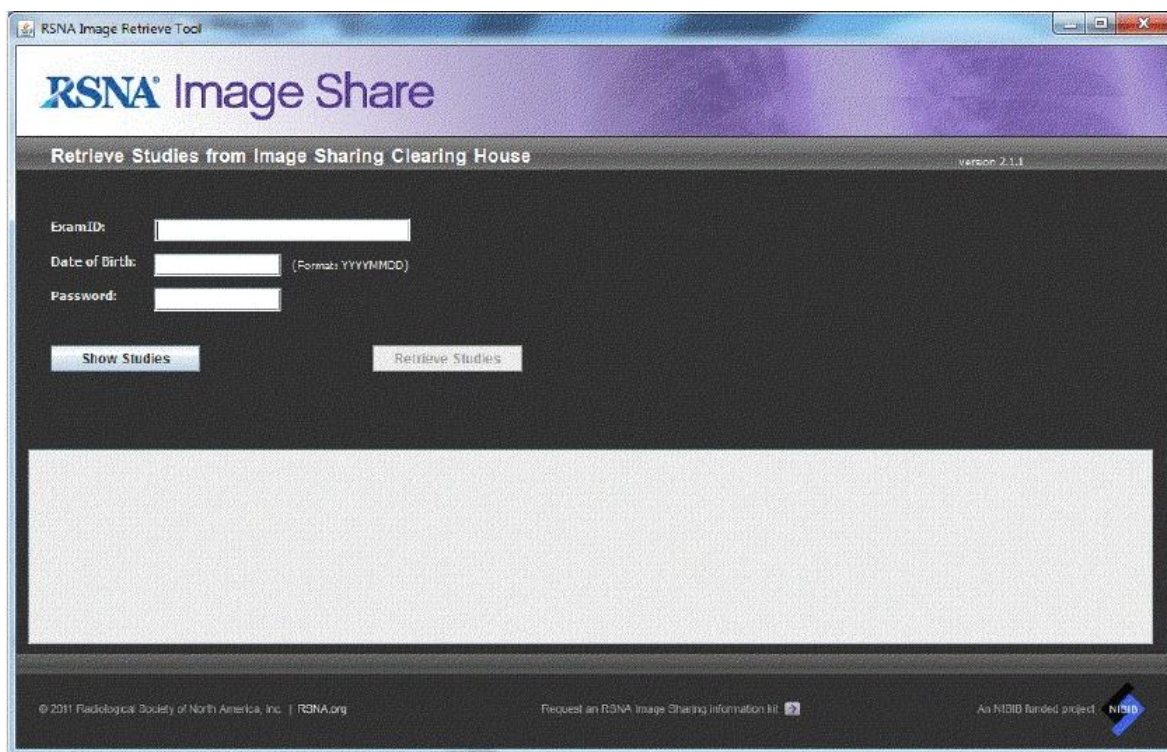 RSNA Image Retrieve Tool
RSNA® Image Share
Retrieve Studies from Image Sharing Clearing House
version 2.1.1
ExamID:
Date of Birth:
(Format: YYYYMMDD)
Password:
Show Studies
Retrieve Studies
© 2011 Radiological Society of North America, Inc. | RSNA.org
Request an RSNA Image Sharing information kit
An NIBIB funded project
NIBIB